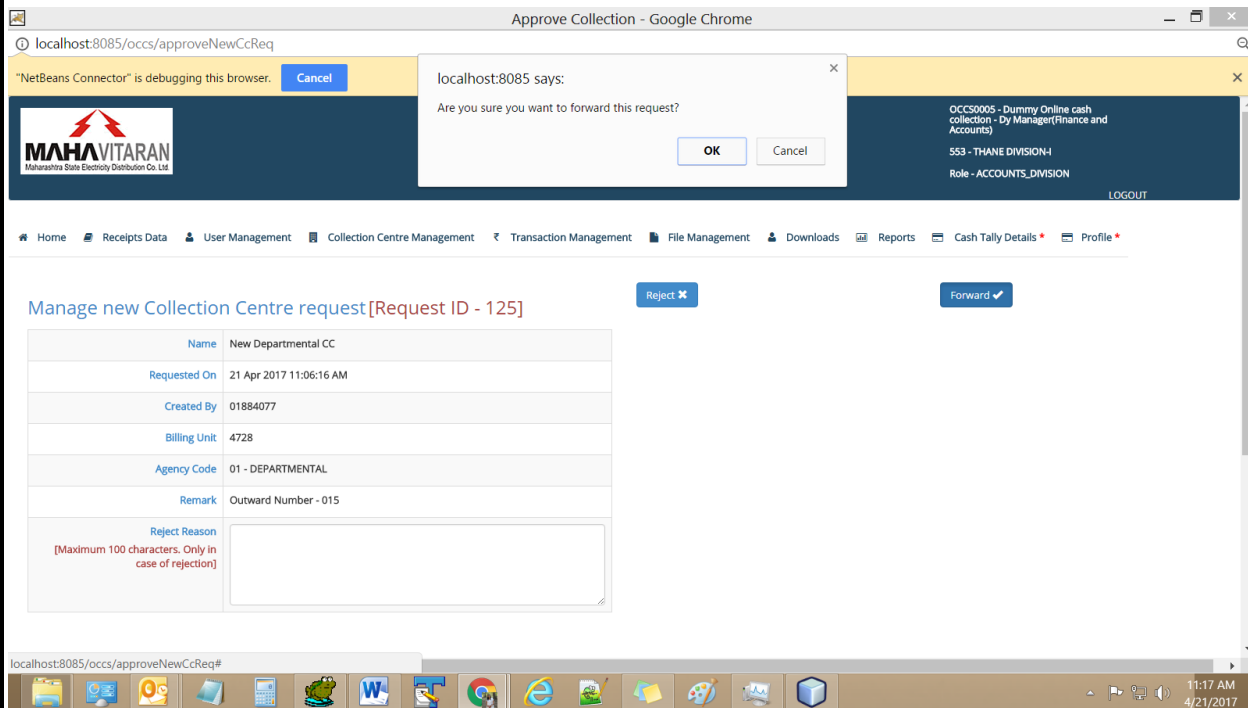 Approve Collection - Google Chrome
localhost:8085/occs/approveNewCcReq
"NetBeans Connector" is debugging this browser. Cancel
localhost:8085 says:
Are you sure you want to forward this request?
OK Cancel
MAHAVITARAN
Maharashtra State Electricity Distribution Co. Ltd.
OCCS0005 - Dummy Online cash
collection - Dy Manager(Finance and
Accounts)
553 - THANE DIVISION-I
Role - ACCOUNTS_DIVISION
LOGOUT
Home Receipts Data User Management Collection Centre Management ₹ Transaction Management File Management Downloads Reports Cash Tally Details * Profile *
Manage new Collection Centre request[Request ID - 125]
Reject ✖ Forward ✔
Name New Departmental CC
Requested On 21 Apr 2017 11:06:16 AM
Created By 01884077
Billing Unit 4728
Agency Code 01 - DEPARTMENTAL
Remark Outward Number - 015
Reject Reason
[Maximum 100 characters. Only in
case of rejection]
localhost:8085/occs/approveNewCcReq#
11:17 AM
4/21/2017